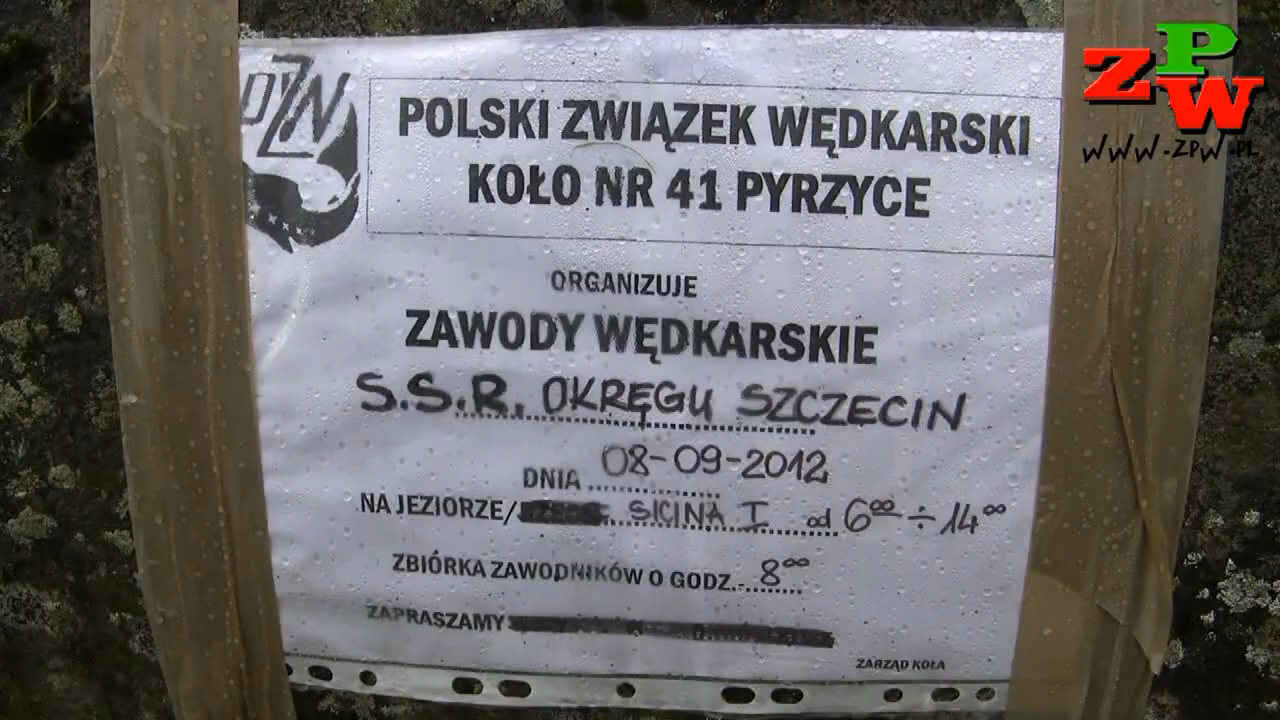 ZPW
www.zpw.pl
PZW
POLSKI ZWIĄZEK WĘDKARSKI
KOŁO NR 41 PYRZYCE
ORGANIZUJE
ZAWODY WĘDKARSKIE
S.S.R. OKRĘGU SZCZECIN
DNIA 08-09-2012
NA JEZIORZE/ SICINA I od 6⁰⁰ ÷ 14⁰⁰
ZBIÓRKA ZAWODNIKÓW O GODZ. 8⁰⁰
ZAPRASZAMY
ZARZĄD KOŁA